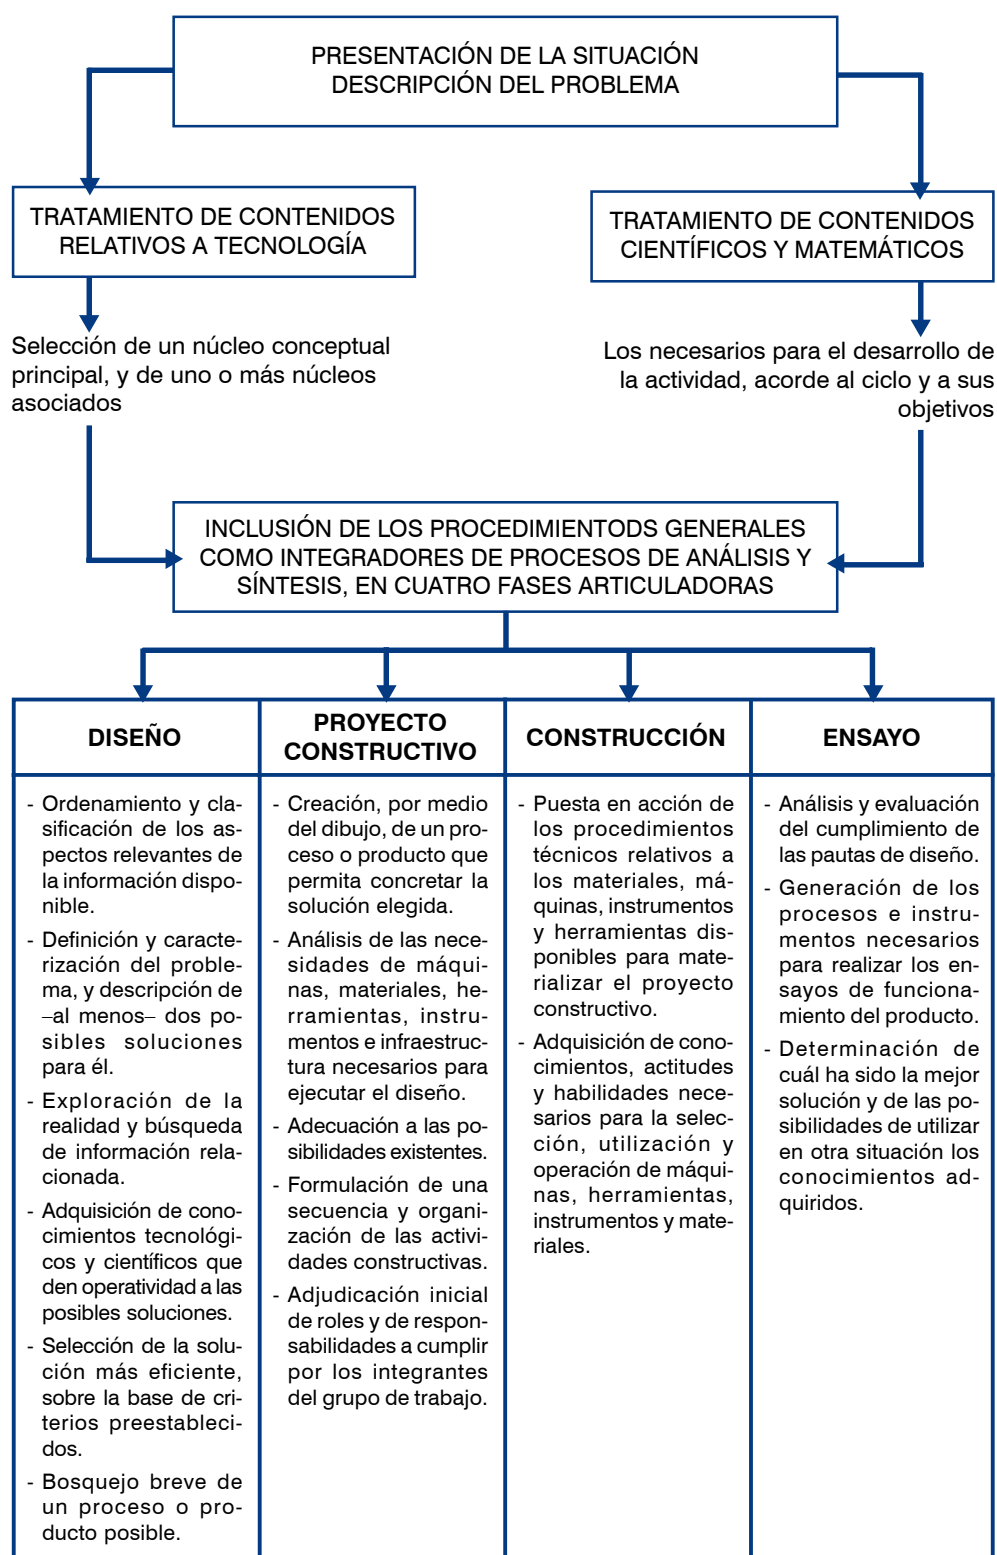 PRESENTACIÓN DE LA SITUACIÓN
DESCRIPCIÓN DEL PROBLEMA
TRATAMIENTO DE CONTENIDOS
RELATIVOS A TECNOLOGÍA
TRATAMIENTO DE CONTENIDOS
CIENTÍFICOS Y MATEMÁTICOS
Selección de un núcleo conceptual
principal, y de uno o más núcleos
asociados
Los necesarios para el desarrollo de
la actividad, acorde al ciclo y a sus
objetivos
INCLUSIÓN DE LOS PROCEDIMIENTODS GENERALES
COMO INTEGRADORES DE PROCESOS DE ANÁLISIS Y
SÍNTESIS, EN CUATRO FASES ARTICULADORAS
DISEÑO
- Ordenamiento y cla-
sificación de los as-
pectos relevantes de
la información dispo-
nible.
- Definición y caracte-
rización del proble-
ma, y descripción de
–al menos– dos po-
sibles soluciones
para él.
- Exploración de la
realidad y búsqueda
de información rela-
cionada.
- Adquisición de cono-
cimientos tecnológi-
cos y científicos que
den operatividad a las
posibles soluciones.
- Selección de la solu-
ción más eficiente,
sobre la base de cri-
terios preestableci-
dos.
- Bosquejo breve de
un proceso o pro-
ducto posible.
PROYECTO
CONSTRUCTIVO
- Creación, por medio
del dibujo, de un pro-
ceso o producto que
permita concretar la
solución elegida.
- Análisis de las nece-
sidades de máqui-
nas, materiales, he-
rramientas, instru-
mentos e infraestruc-
tura necesarios para
ejecutar el diseño.
- Adecuación a las po-
sibilidades existentes.
- Formulación de una
secuencia y organi-
zación de las activi-
dades constructivas.
- Adjudicación inicial
de roles y de respon-
sabilidades a cumplir
por los integrantes
del grupo de trabajo.
CONSTRUCCIÓN
- Puesta en acción de
los procedimientos
técnicos relativos a
los materiales, má-
quinas, instrumentos
y herramientas dis-
ponibles para mate-
rializar el proyecto
constructivo.
- Adquisición de cono-
cimientos, actitudes
y habilidades nece-
sarios para la selec-
ción, utilización y
operación de máqui-
nas, herramientas,
instrumentos y mate-
riales.
ENSAYO
- Análisis y evaluación
del cumplimiento de
las pautas de diseño.
- Generación de los
procesos e instru-
mentos necesarios
para realizar los en-
sayos de funciona-
miento del producto.
- Determinación de
cuál ha sido la mejor
solución y de las po-
sibilidades de utilizar
en otra situación los
conocimientos ad-
quiridos.